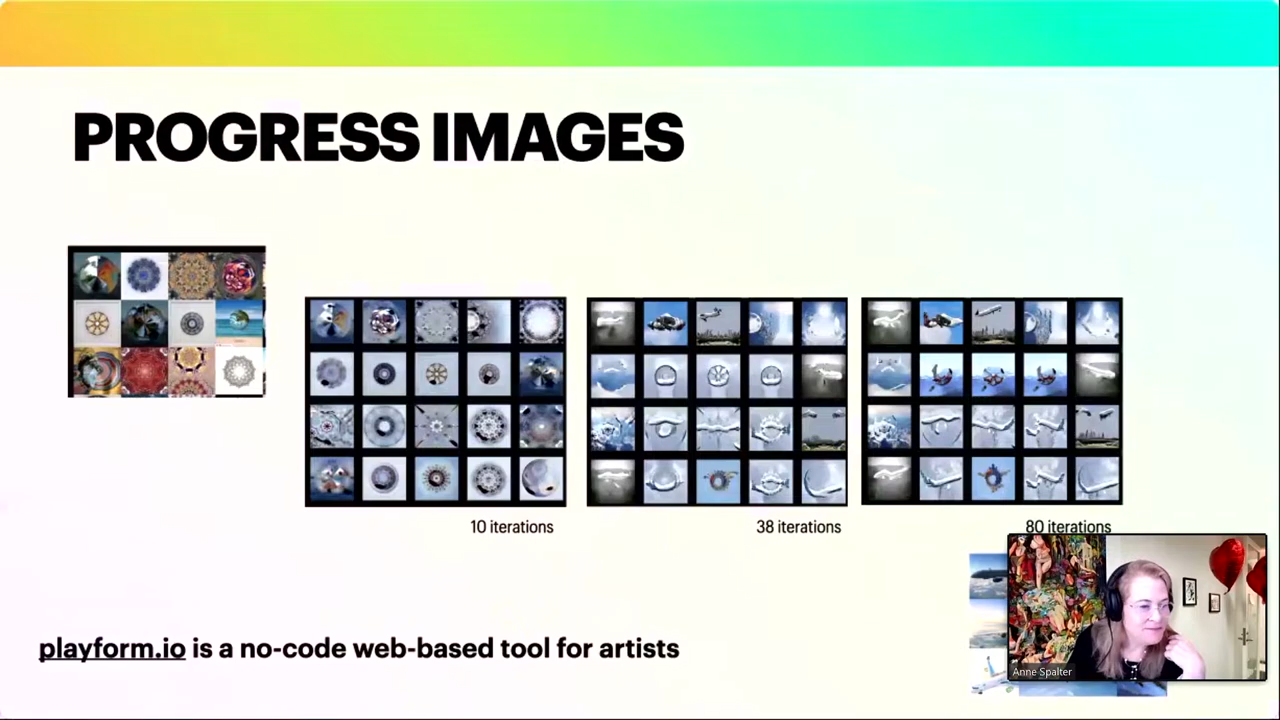 PROGRESS IMAGES
10 iterations
38 iterations
80 iterations
playform.io is a no-code web-based tool for artists
Anne Spalter